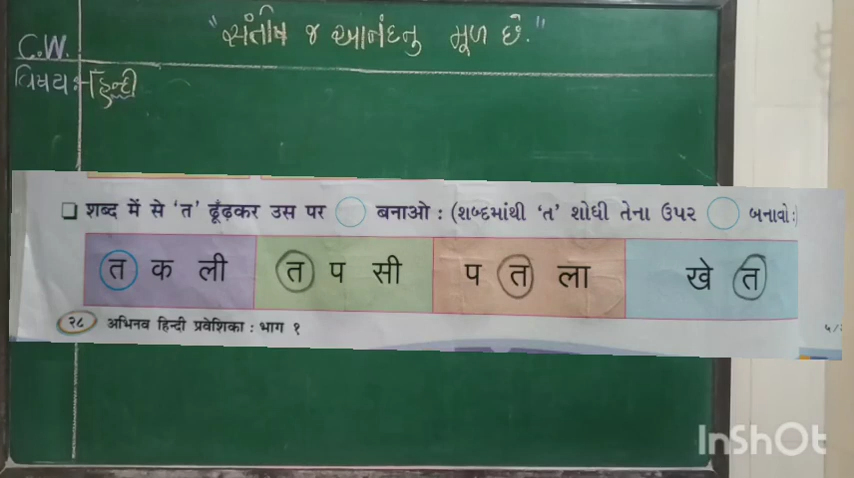 "સંતોષ જ આનંદનુ મૂળ છે."
C.W.
વિષય:- हिन्दी
❑ शब्द में से 'त' ढूँढ़कर उस पर ◯ बनाओ : (શબ્દમાંથી 'त' શોધી તેના ઉપર ◯ બનાવો:)
त क ली त प सी प त ला खे त
२८ अभिनव हिन्दी प्रवेशिका : भाग १
InShOt